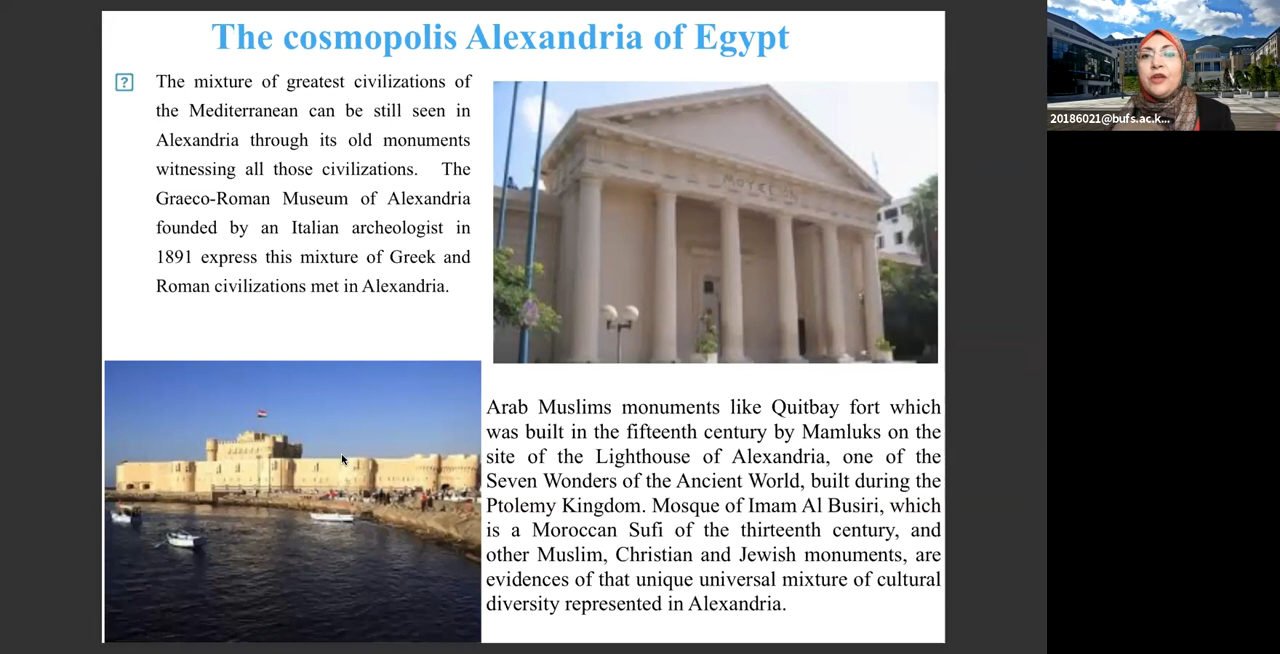 The cosmopolis Alexandria of Egypt
The mixture of greatest civilizations of
the Mediterranean can be still seen in
Alexandria through its old monuments
witnessing all those civilizations. The
Graeco-Roman Museum of Alexandria
founded by an Italian archeologist in
1891 express this mixture of Greek and
Roman civilizations met in Alexandria.
Arab Muslims monuments like Quitbay fort which
was built in the fifteenth century by Mamluks on the
site of the Lighthouse of Alexandria, one of the
Seven Wonders of the Ancient World, built during the
Ptolemy Kingdom. Mosque of Imam Al Busiri, which
is a Moroccan Sufi of the thirteenth century, and
other Muslim, Christian and Jewish monuments, are
evidences of that unique universal mixture of cultural
diversity represented in Alexandria.
20186021@bufs.ac.k...